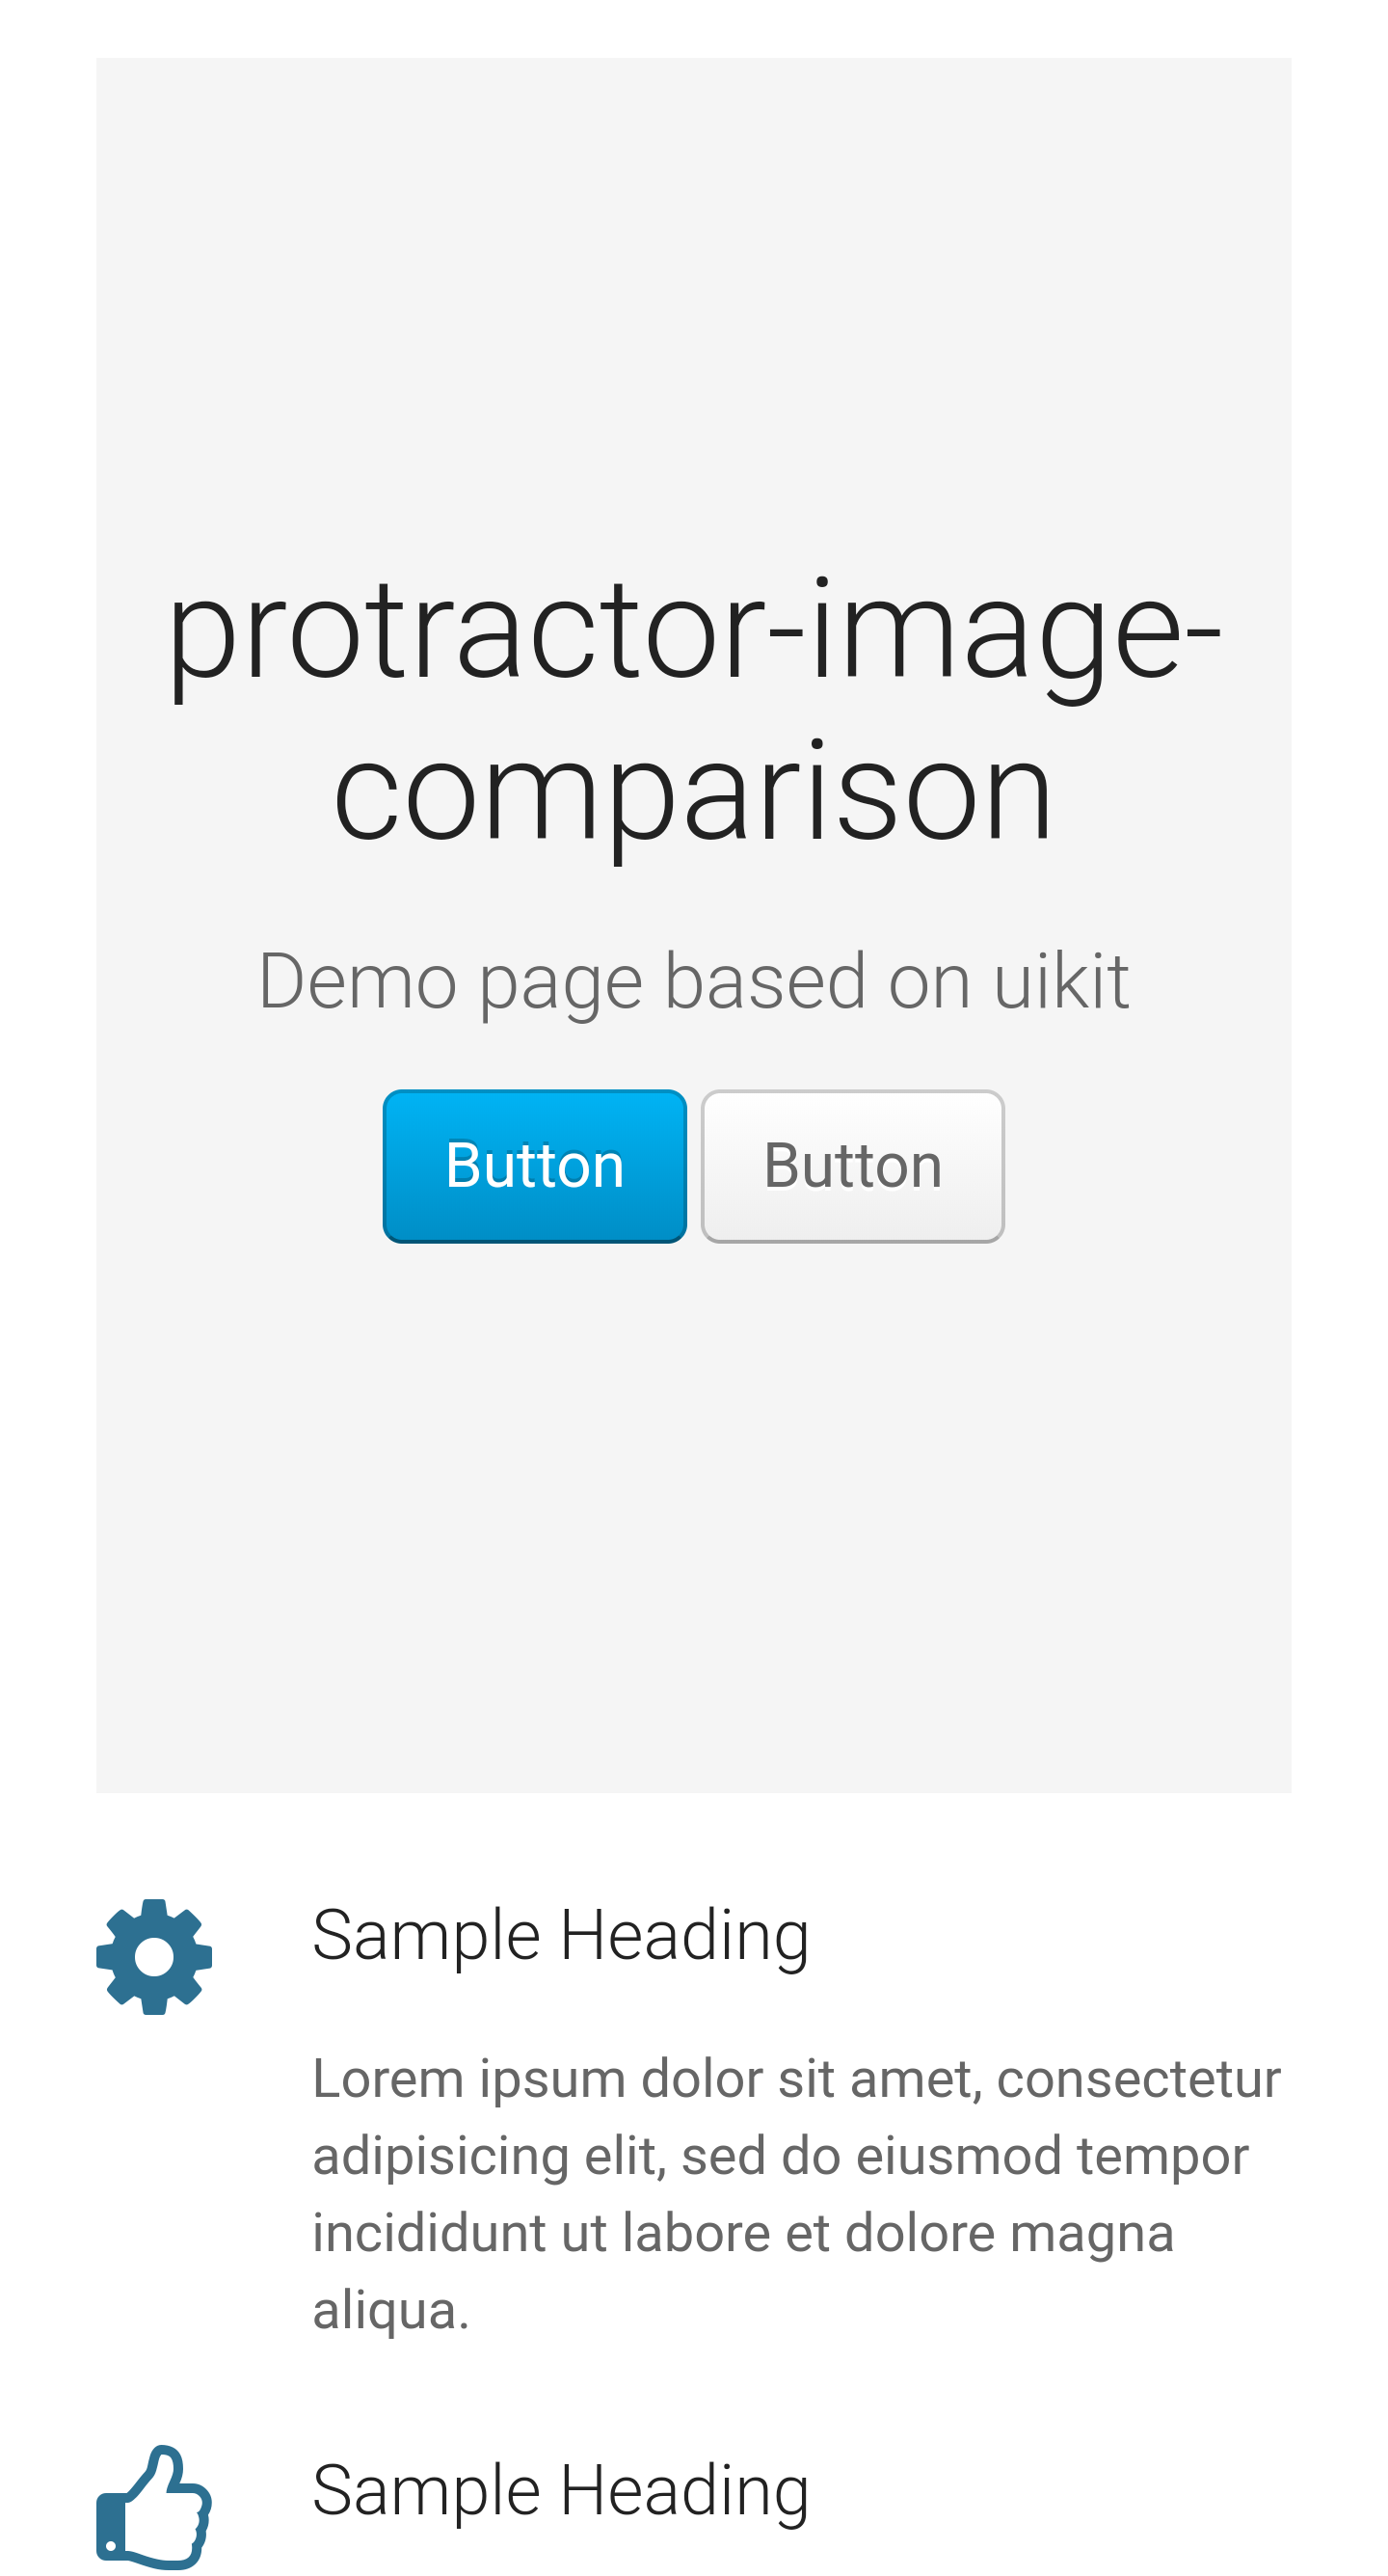 protractor-image-
comparison
Demo page based on uikit
Button Button
Sample Heading
Lorem ipsum dolor sit amet, consectetur
adipisicing elit, sed do eiusmod tempor
incididunt ut labore et dolore magna
aliqua.
Sample Heading